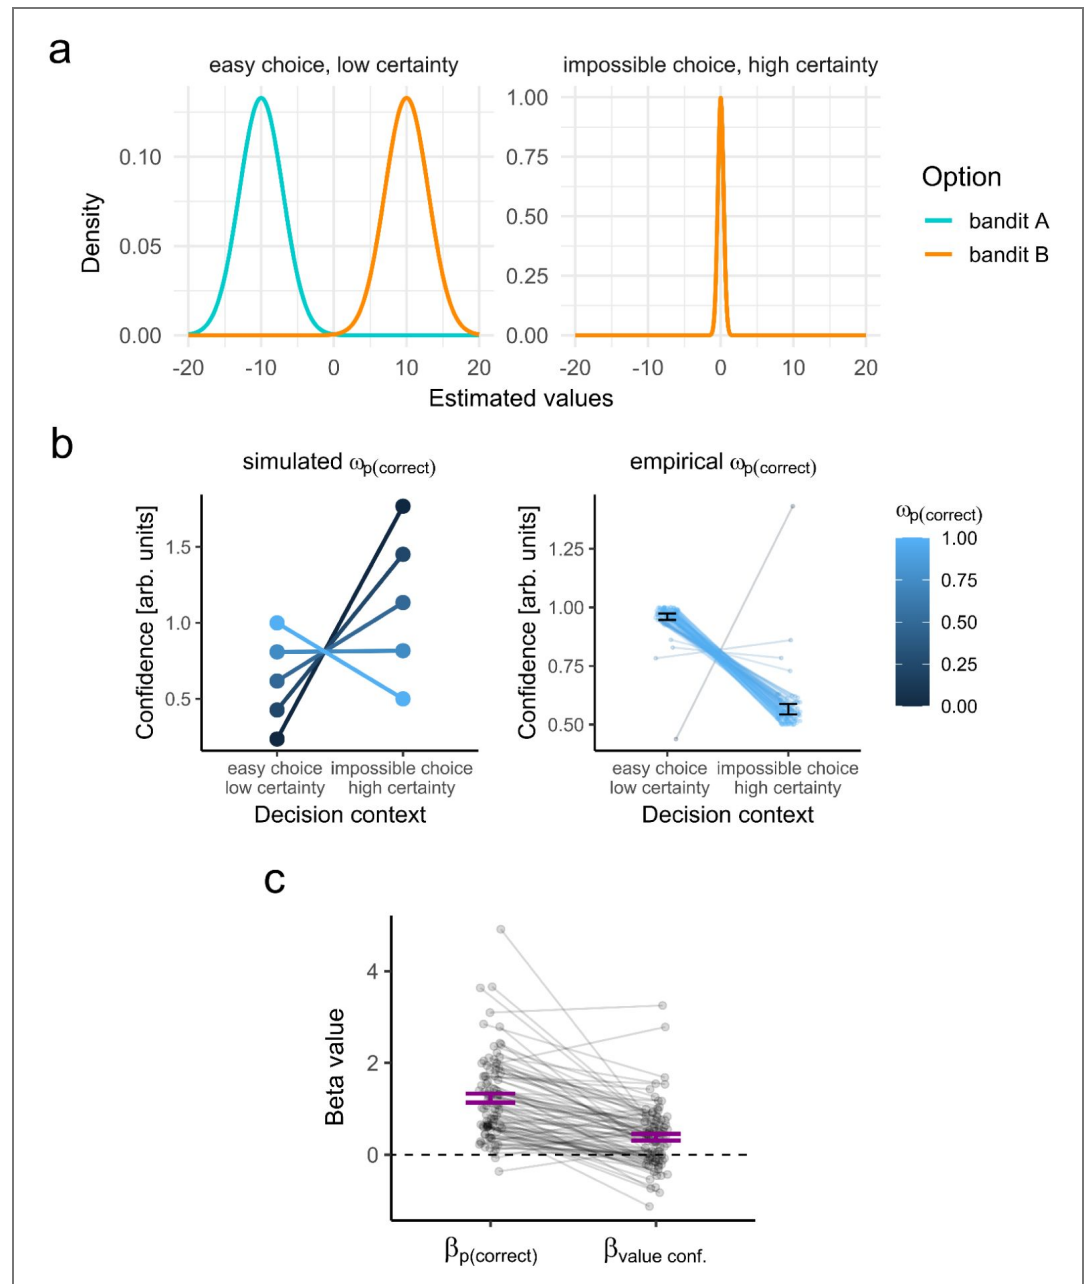 a
easy choice, low certainty
impossible choice, high certainty
Density
0.10
0.05
0.00
-20 -10 0 10 20
1.00
0.75
0.50
0.25
0.00
-20 -10 0 10 20
Estimated values
Option
bandit A
bandit B
b
simulated ωp(correct)
Confidence [arb. units]
1.5
1.0
0.5
easy choice impossible choice
low certainty high certainty
Decision context
empirical ωp(correct)
Confidence [arb. units]
1.25
1.00
0.75
0.50
easy choice impossible choice
low certainty high certainty
Decision context
ωp(correct)
1.00
0.75
0.50
0.25
0.00
c
Beta value
4
2
0
βp(correct) βvalue conf.